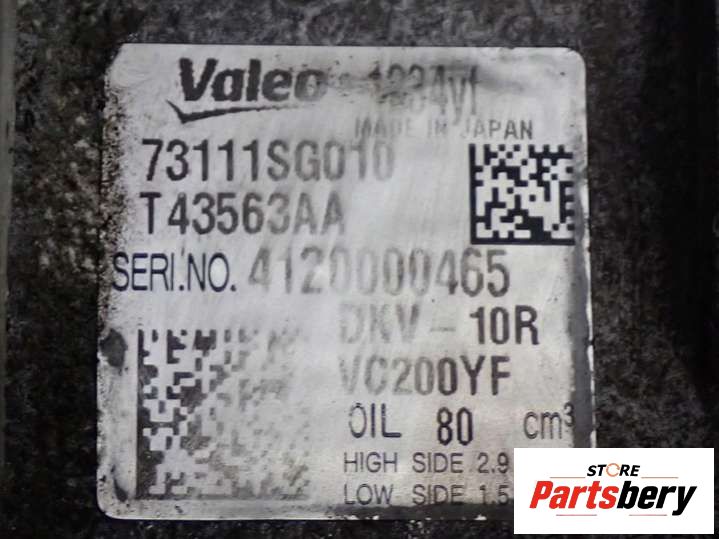 Valeo 1234yf
MADE IN JAPAN
73111SG010
T43563AA
SERI.NO. 4120000465
DKV-10R
VC200YF
OIL 80 cm³
HIGH SIDE 2.9
LOW SIDE 1.5
STORE
Partsbery